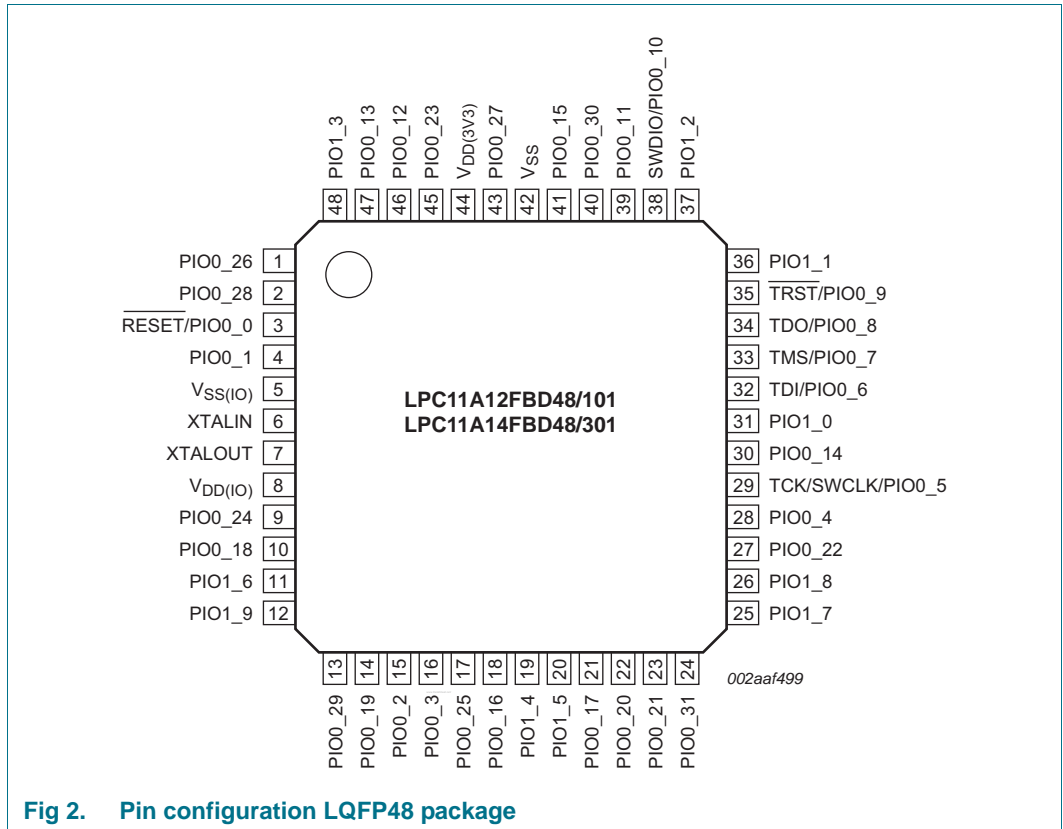 48 PIO1_3
47 PIO0_13
46 PIO0_12
45 PIO0_23
44 VDD(3V3)
43 PIO0_27
42 VSS
41 PIO0_15
40 PIO0_30
39 PIO0_11
38 SWDIO/PIO0_10
37 PIO1_2
PIO0_26 1
PIO0_28 2
RESET/PIO0_0 3
PIO0_1 4
VSS(IO) 5
XTALIN 6
XTALOUT 7
VDD(IO) 8
PIO0_24 9
PIO0_18 10
PIO1_6 11
PIO1_9 12
LPC11A12FBD48/101
LPC11A14FBD48/301
36 PIO1_1
35 TRST/PIO0_9
34 TDO/PIO0_8
33 TMS/PIO0_7
32 TDI/PIO0_6
31 PIO1_0
30 PIO0_14
29 TCK/SWCLK/PIO0_5
28 PIO0_4
27 PIO0_22
26 PIO1_8
25 PIO1_7
PIO0_29 13
PIO0_19 14
PIO0_2 15
PIO0_3 16
PIO0_25 17
PIO0_16 18
PIO1_4 19
PIO1_5 20
PIO0_17 21
PIO0_20 22
PIO0_21 23
PIO0_31 24
002aaf499
Fig 2. Pin configuration LQFP48 package